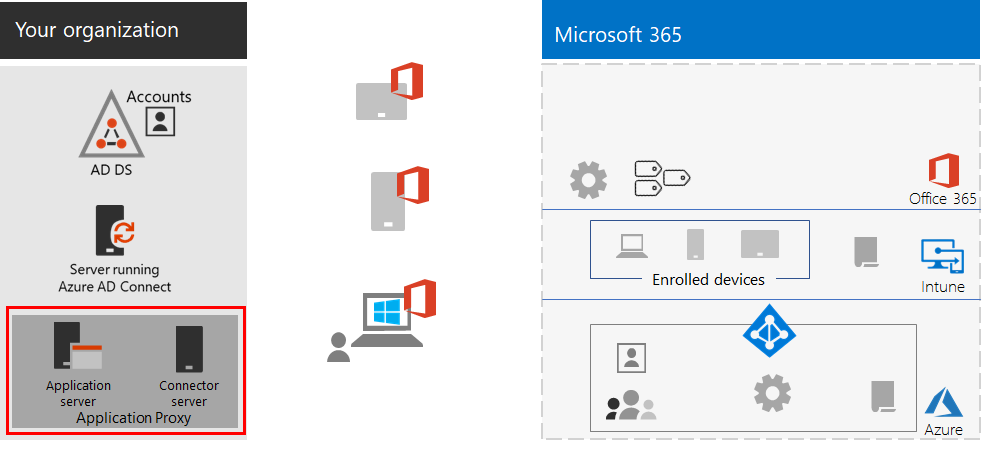 Your organization
Accounts
AD DS
Server running
Azure AD Connect
Application
server
Connector
server
Application Proxy
Microsoft 365
Office 365
Enrolled devices
Intune
Azure